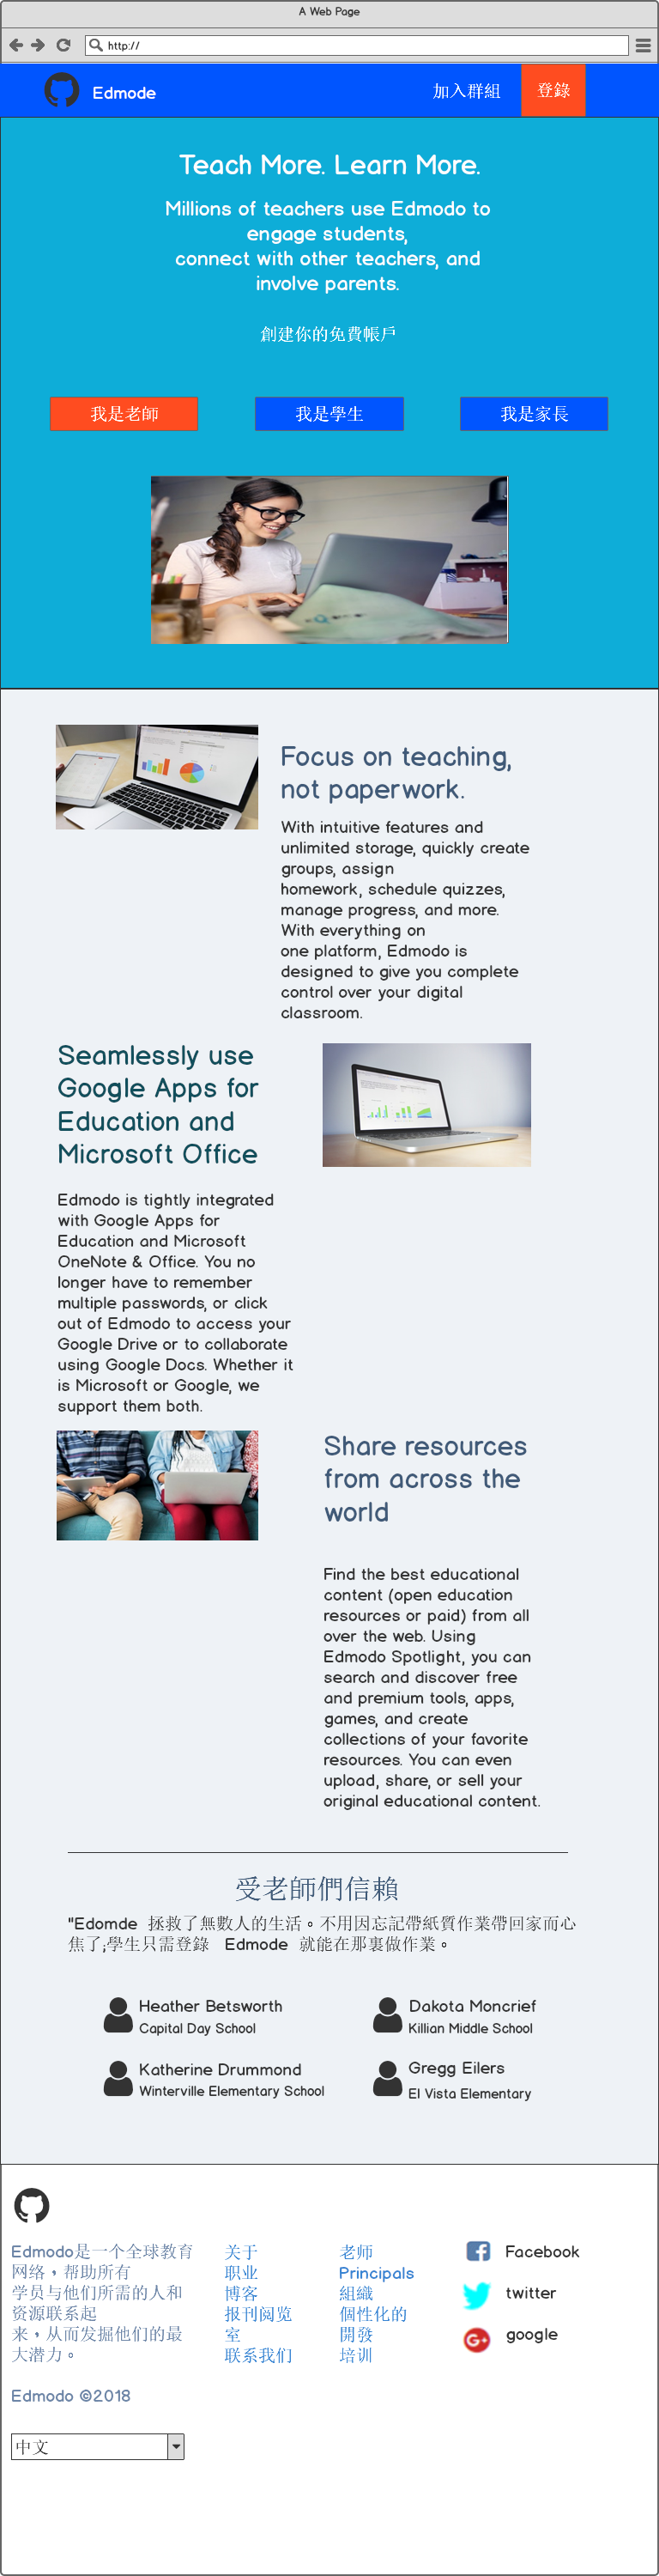 A Web Page
http://
Edmode
加入群組
登錄
Teach More. Learn More.
Millions of teachers use Edmodo to
engage students,
connect with other teachers, and
involve parents.
創建你的免費帳戶
我是老師
我是學生
我是家長
Focus on teaching,
not paperwork.
With intuitive features and
unlimited storage, quickly create
groups, assign
homework, schedule quizzes,
manage progress, and more.
With everything on
one platform, Edmodo is
designed to give you complete
control over your digital
classroom.
Seamlessly use
Google Apps for
Education and
Microsoft Office
Edmodo is tightly integrated
with Google Apps for
Education and Microsoft
OneNote & Office. You no
longer have to remember
multiple passwords, or click
out of Edmodo to access your
Google Drive or to collaborate
using Google Docs. Whether it
is Microsoft or Google, we
support them both.
Share resources
from across the
world
Find the best educational
content (open education
resources or paid) from all
over the web. Using
Edmodo Spotlight, you can
search and discover free
and premium tools, apps,
games, and create
collections of your favorite
resources. You can even
upload, share, or sell your
original educational content.
受老師們信賴
"Edomde 拯救了無數人的生活。不用因忘記帶紙質作業帶回家而心
焦了;學生只需登錄 Edmode 就能在那裏做作業。
Heather Betsworth
Capital Day School
Dakota Moncrief
Killian Middle School
Katherine Drummond
Winterville Elementary School
Gregg Eilers
El Vista Elementary
Edmodo是一个全球教育
网络，帮助所有
学员与他们所需的人和
资源联系起
来，从而发掘他们的最
大潜力。
Edmodo ©2018
中文
关于
职业
博客
报刊阅览
室
联系我们
老师
Principals
組織
個性化的
開發
培训
Facebook
twitter
google